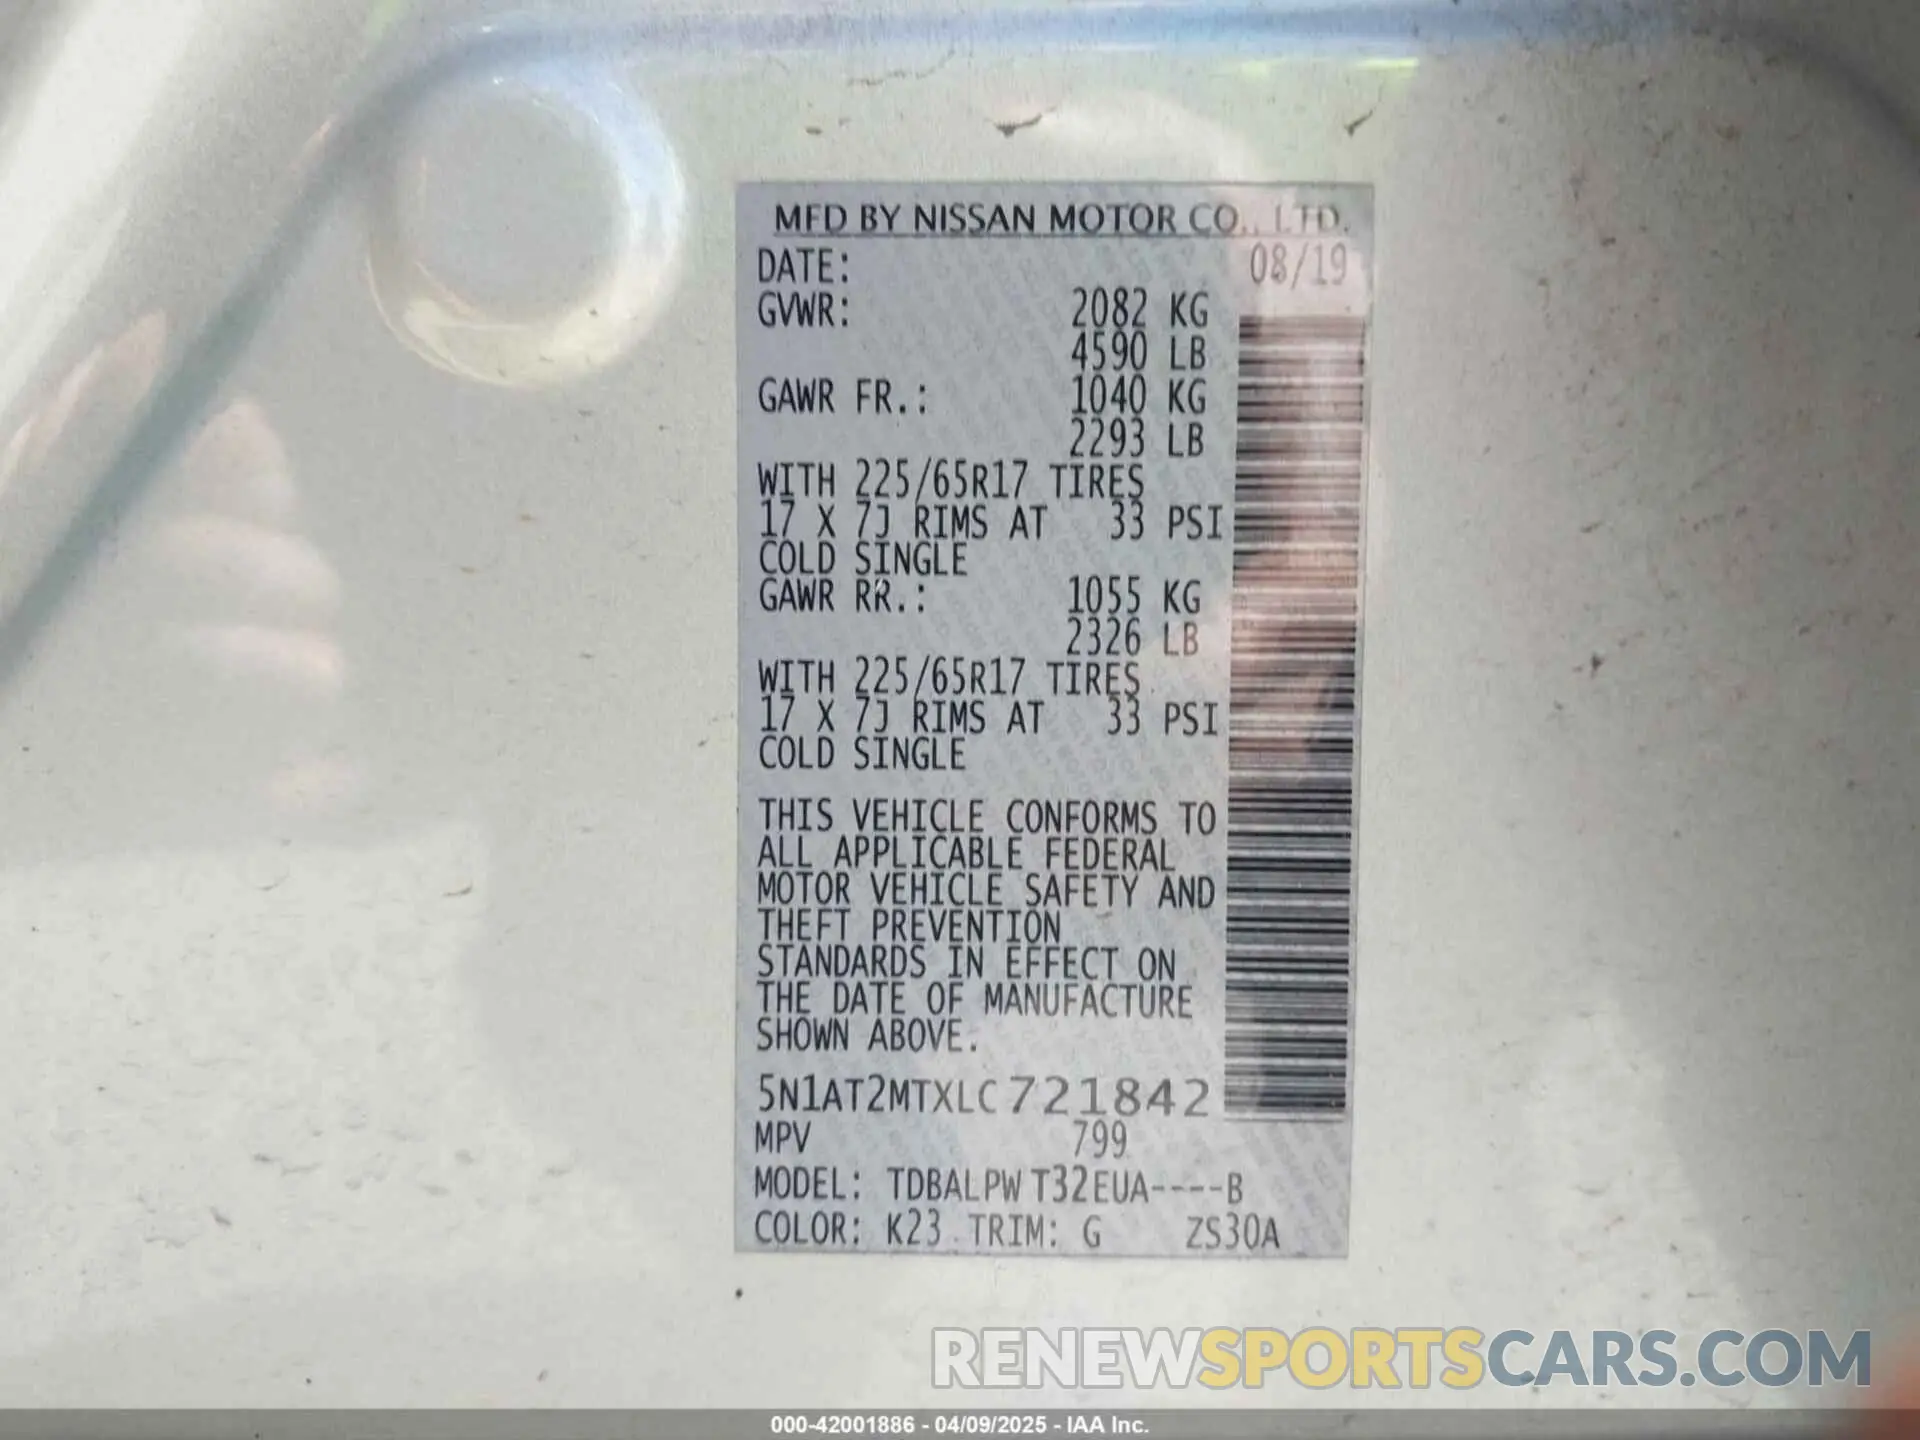 MFD BY NISSAN MOTOR CO., LTD.
DATE: 08/19
GVWR: 2082 KG
4590 LB
GAWR FR.: 1040 KG
2293 LB
WITH 225/65R17 TIRES
17 X 7J RIMS AT 33 PSI
COLD SINGLE
GAWR RR.: 1055 KG
2326 LB
WITH 225/65R17 TIRES
17 X 7J RIMS AT 33 PSI
COLD SINGLE
THIS VEHICLE CONFORMS TO
ALL APPLICABLE FEDERAL
MOTOR VEHICLE SAFETY AND
THEFT PREVENTION
STANDARDS IN EFFECT ON
THE DATE OF MANUFACTURE
SHOWN ABOVE.
5N1AT2MTXLC721842
MPV 799
MODEL: TDBALPWT32EUA----B
COLOR: K23 TRIM: G ZS30A
RENEWSPORTSCARS.COM
000-42001886 - 04/09/2025 - IAA Inc.